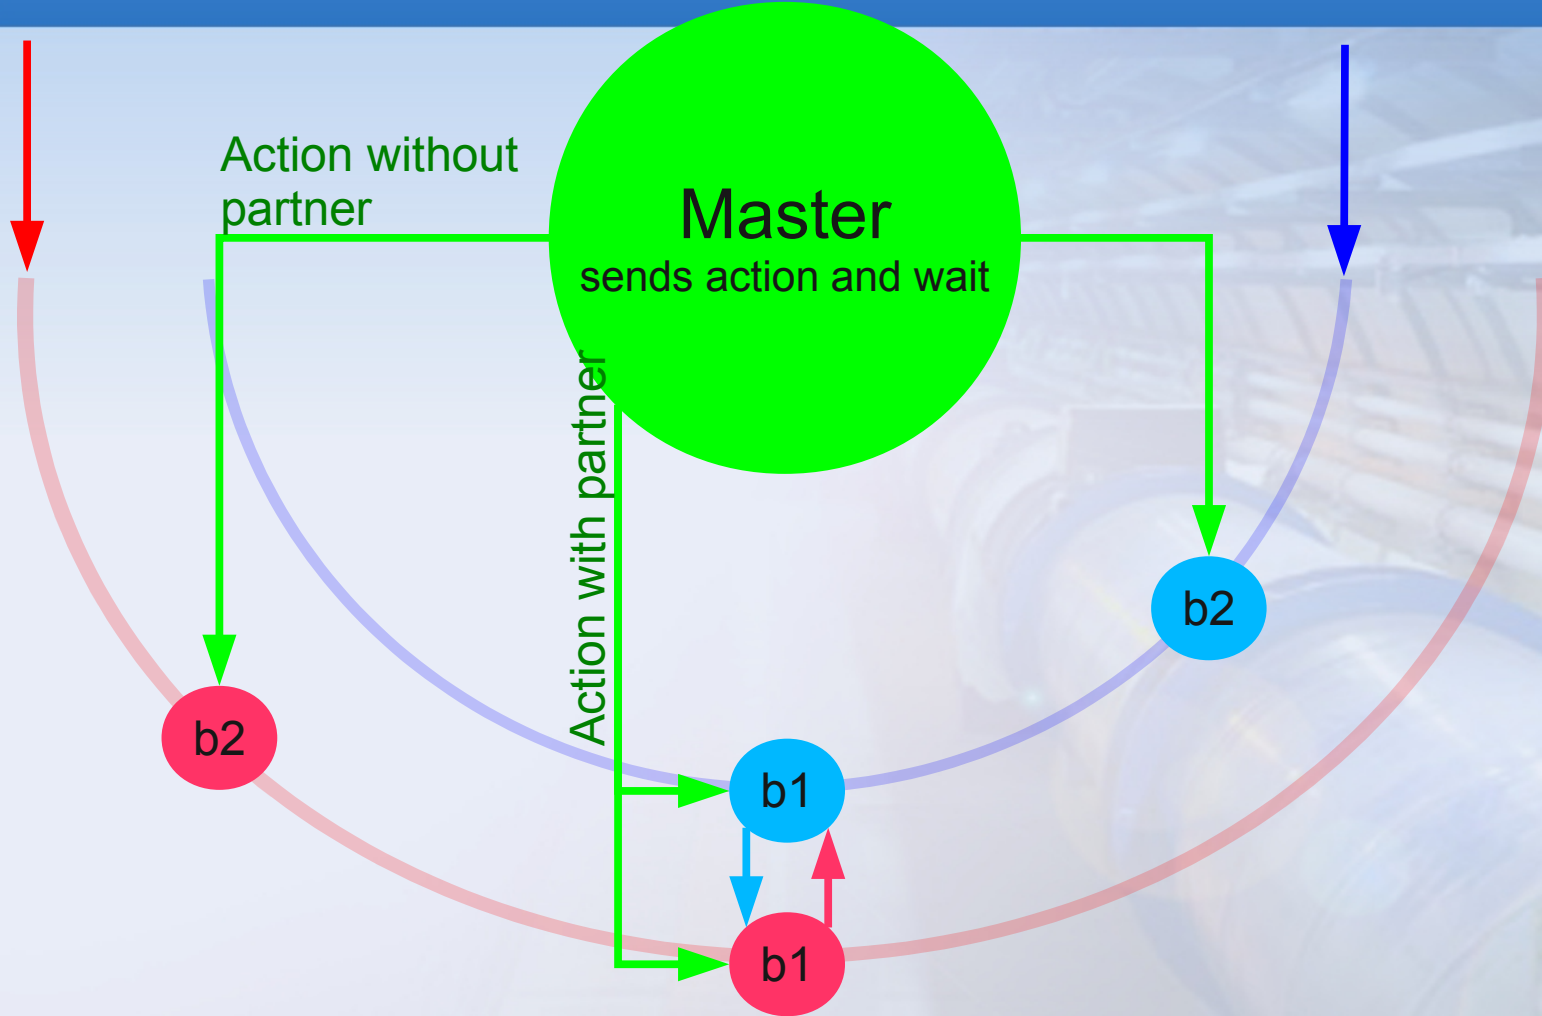 Action without
partner
Master
sends action and wait
Action with partner
b2
b2
b1
b1